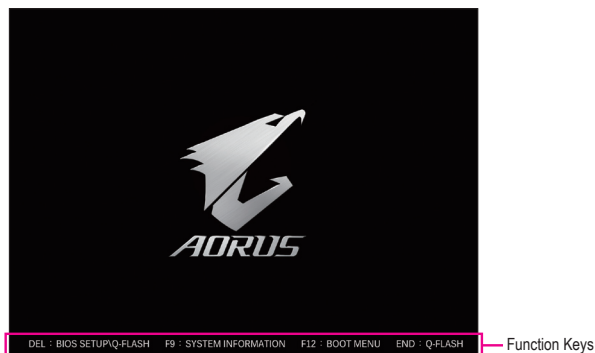 AORUS
DEL : BIOS SETUP\Q-FLASH F9 : SYSTEM INFORMATION F12 : BOOT MENU END : Q-FLASH
Function Keys